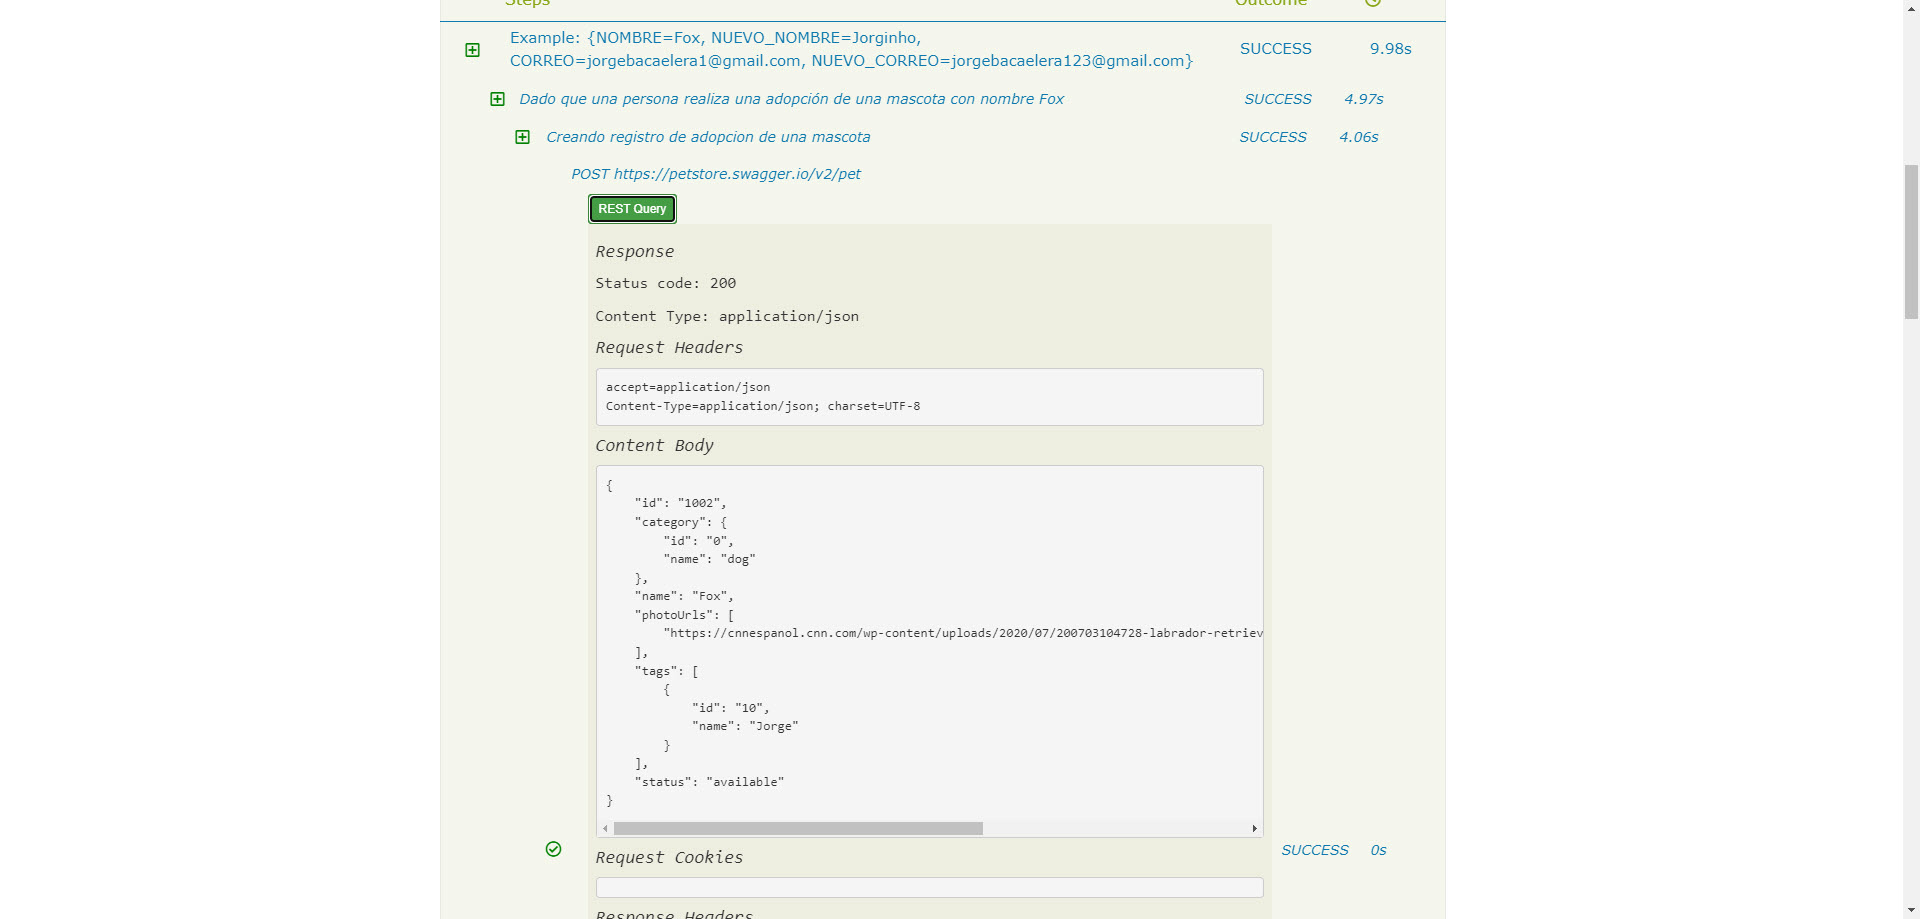 Steps Outcome
Example: {NOMBRE=Fox, NUEVO_NOMBRE=Jorginho,
CORREO=jorgebacaelera1@gmail.com, NUEVO_CORREO=jorgebacaelera123@gmail.com} SUCCESS 9.98s
Dado que una persona realiza una adopción de una mascota con nombre Fox SUCCESS 4.97s
Creando registro de adopcion de una mascota SUCCESS 4.06s
POST https://petstore.swagger.io/v2/pet
REST Query
Response
Status code: 200
Content Type: application/json
Request Headers
accept=application/json
Content-Type=application/json; charset=UTF-8
Content Body
{
    "id": "1002",
    "category": {
        "id": "0",
        "name": "dog"
    },
    "name": "Fox",
    "photoUrls": [
        "https://cnnespanol.cnn.com/wp-content/uploads/2020/07/200703104728-labrador-retriev
    ],
    "tags": [
        {
            "id": "10",
            "name": "Jorge"
        }
    ],
    "status": "available"
}
SUCCESS 0s
Request Cookies
Response Headers